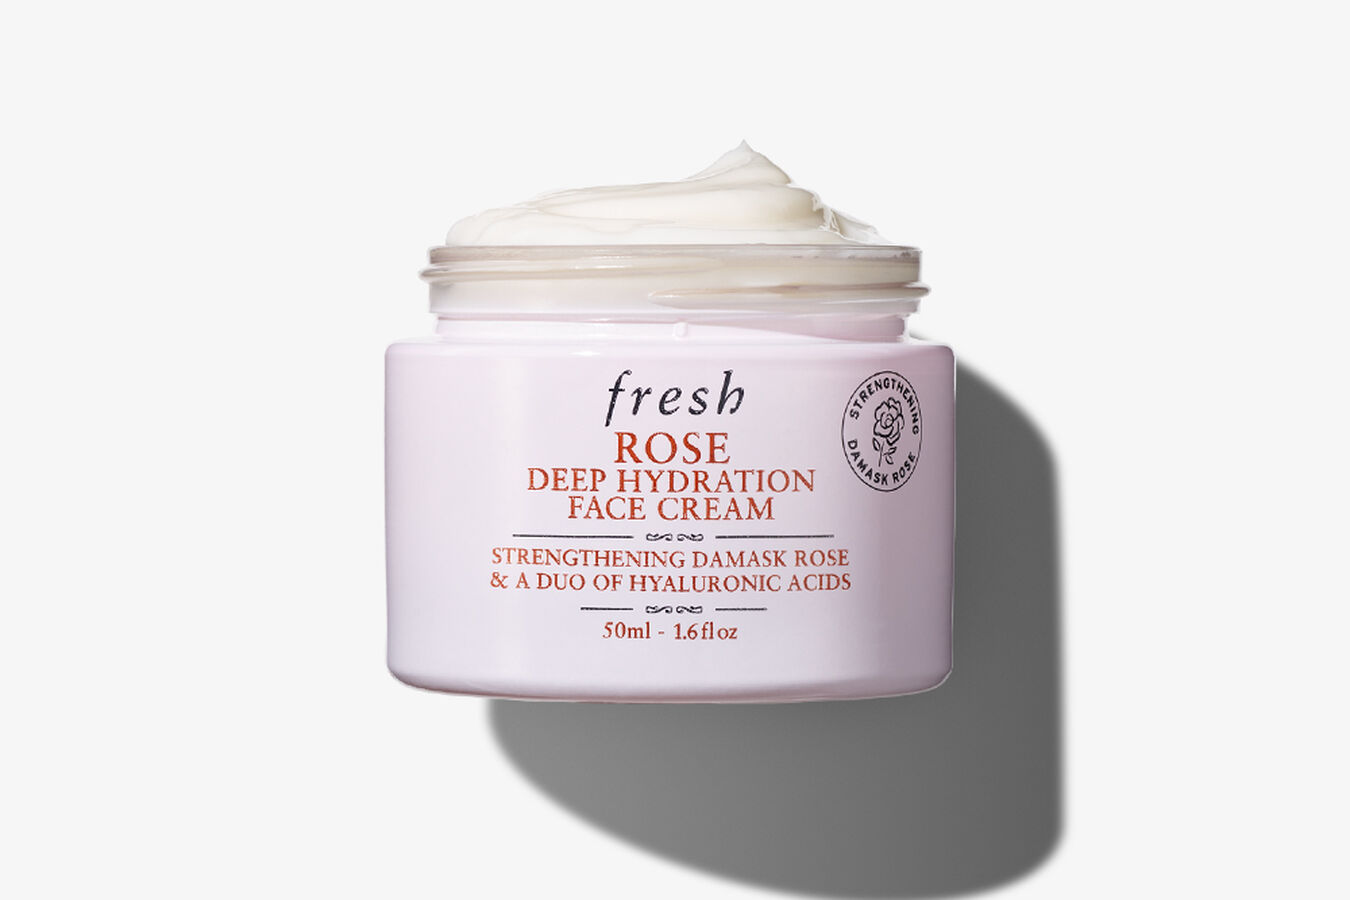 fresh
ROSE
DEEP HYDRATION
FACE CREAM
STRENGTHENING DAMASK ROSE
& A DUO OF HYALURONIC ACIDS
50ml - 1.6 fl oz
STRENGTHENING
DAMASK ROSE